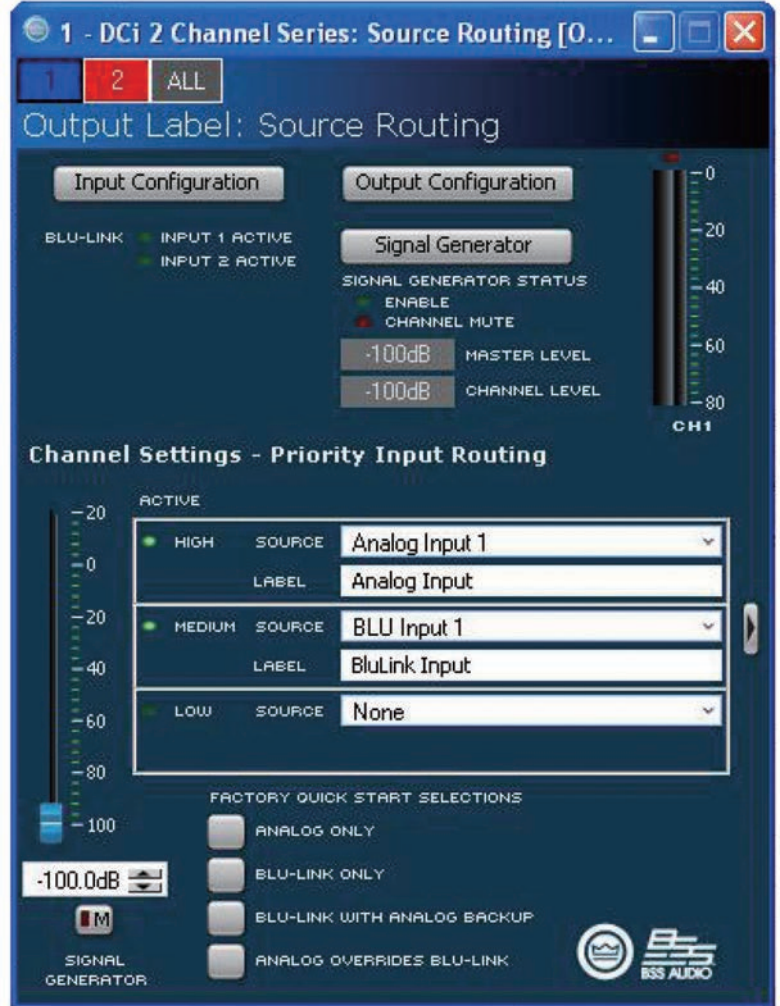 1 - DCi 2 Channel Series: Source Routing [O...
1 2 ALL
Output Label: Source Routing
Input Configuration
Output Configuration
BLU-LINK INPUT 1 ACTIVE
INPUT 2 ACTIVE
Signal Generator
SIGNAL GENERATOR STATUS
ENABLE
CHANNEL MUTE
-100dB MASTER LEVEL
-100dB CHANNEL LEVEL
0
20
40
60
80
CH1
Channel Settings - Priority Input Routing
20
0
20
40
60
80
100
ACTIVE
HIGH SOURCE Analog Input 1
LABEL Analog Input
MEDIUM SOURCE BLU Input 1
LABEL BluLink Input
LOW SOURCE None
FACTORY QUICK START SELECTIONS
ANALOG ONLY
BLU-LINK ONLY
BLU-LINK WITH ANALOG BACKUP
ANALOG OVERRIDES BLU-LINK
-100.0dB
M
SIGNAL
GENERATOR
BSS
BSS AUDIO